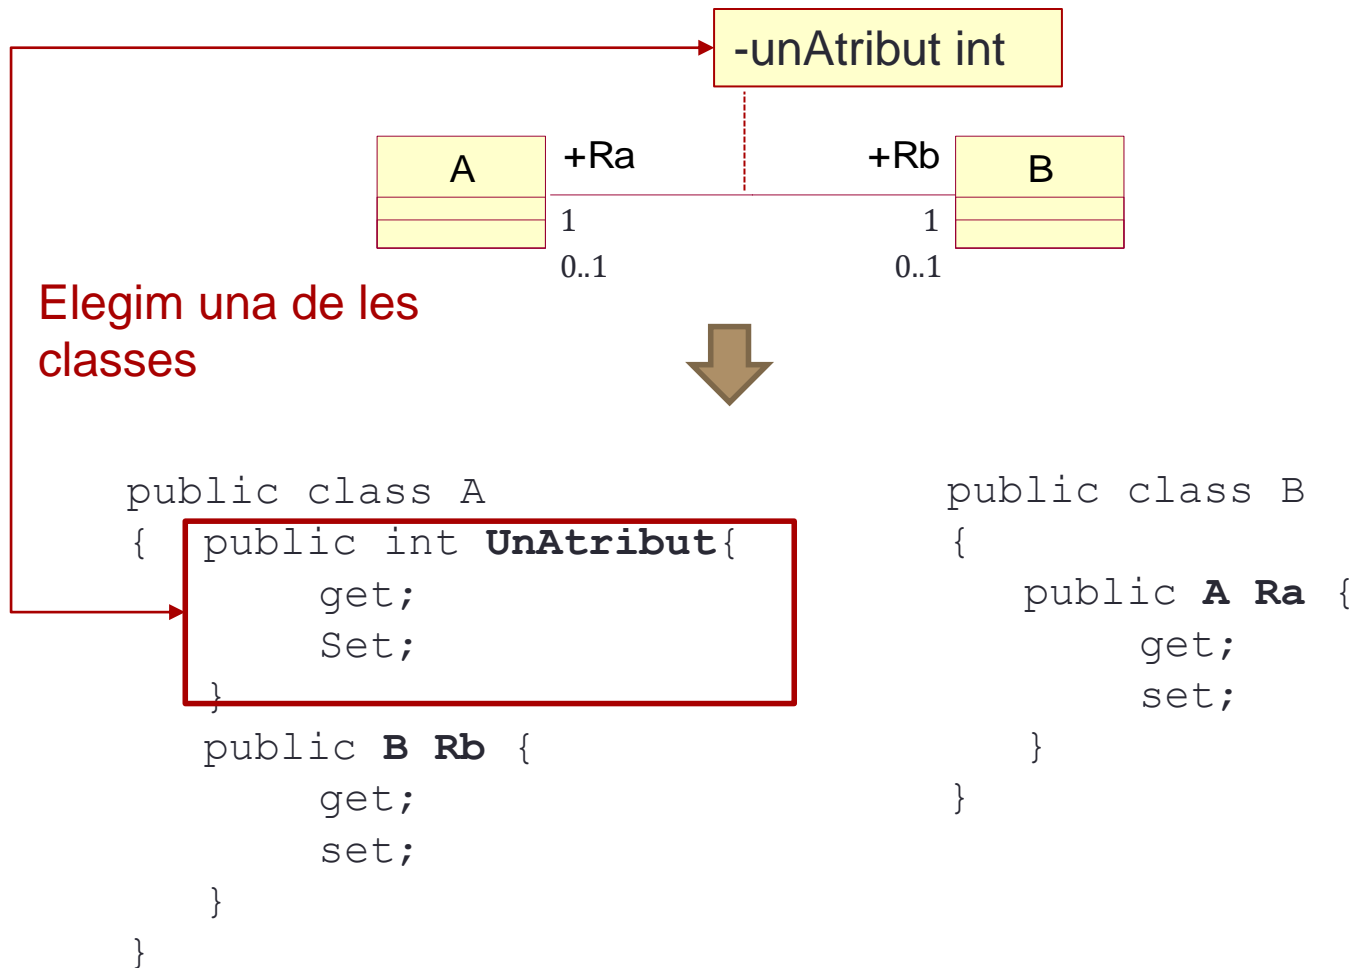 -unAtribut int
A
+Ra
+Rb
B
1
1
0..1
0..1
Elegim una de les
classes
public class A
{ public int UnAtribut{
get;
Set;
}
public B Rb {
get;
set;
}
}
public class B
{
public A Ra {
get;
set;
}
}